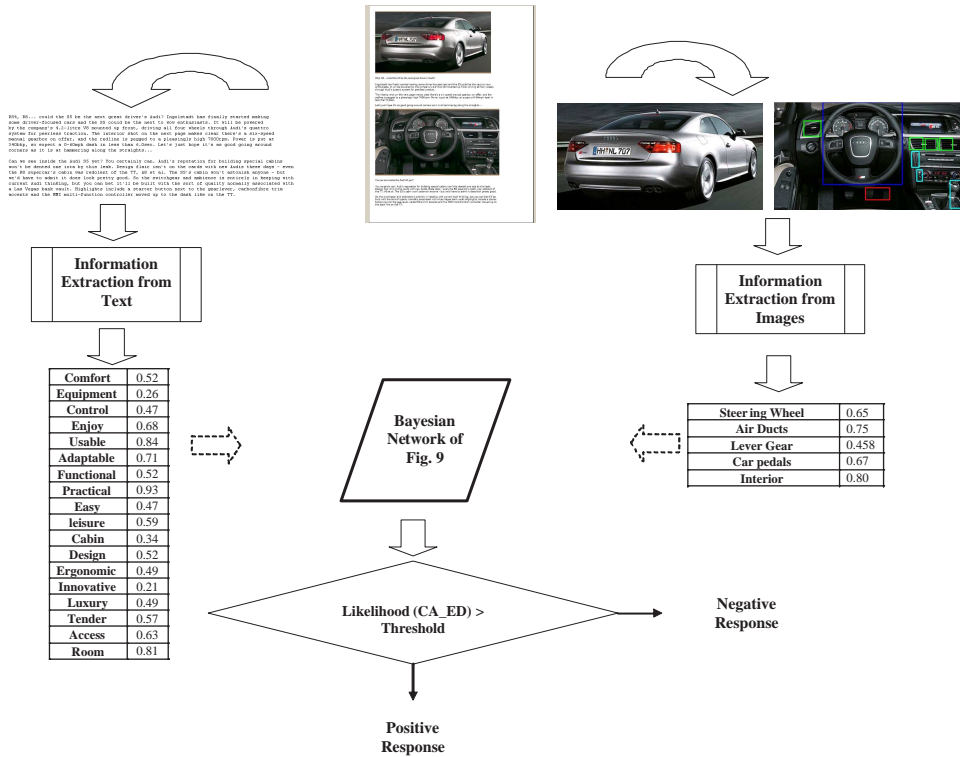 RS4, R8... could the S5 be the next great driver's Audi? Ingolstadt has finally started making
some driver-focused cars and the S5 could be the next to wow enthusiasts. It will be powered
by the company's 4.2-litre V8 mounted up front, driving all four wheels through Audi's quattro
system for peerless traction. The interior shot on the next page makes clear there's a six-speed
manual gearbox on offer, and the redline is pegged to a pleasingly high 7000rpm. Power is put at
so expect a 0-60mph dash in less than Let's just hope it's as good going around
corners as it is at hammering along the straights...
Can we see inside the Audi S5 yet? You certainly can. Audi's reputation for building special cabins
won't be dented one iota by this leak. Design flair isn't on the cards with new Audis these days - even
the R8 supercar's cabin was redolent of the TT, A8 et al. The S5's cabin won't astonish anyone - but
we'd have to admit it does look pretty good. So the switchgear and ambience is entirely in keeping with
current Audi thinking, but you can bet it'll be built with the sort of quality normally associated with
a Las Vegas bank vault. Highlights include a starter button next to the gearlever, carbonfibre trim
accents and the MMI multi-function controller moved up to the dash like on the TT.
HH NL 707
Information
Extraction from
Text
Information
Extraction from
Images
Comfort 0.52
Equipment 0.26
Control 0.47
Enjoy 0.68
Usable 0.84
Adaptable 0.71
Functional 0.52
Practical 0.93
Easy 0.47
leisure 0.59
Cabin 0.34
Design 0.52
Ergonomic 0.49
Innovative 0.21
Luxury 0.49
Tender 0.57
Access 0.63
Room 0.81
Bayesian
Network of
Fig. 9
Steering Wheel 0.65
Air Ducts 0.75
Lever Gear 0.458
Car pedals 0.67
Interior 0.80
Likelihood (CA_ED) >
Threshold
Negative
Response
Positive
Response